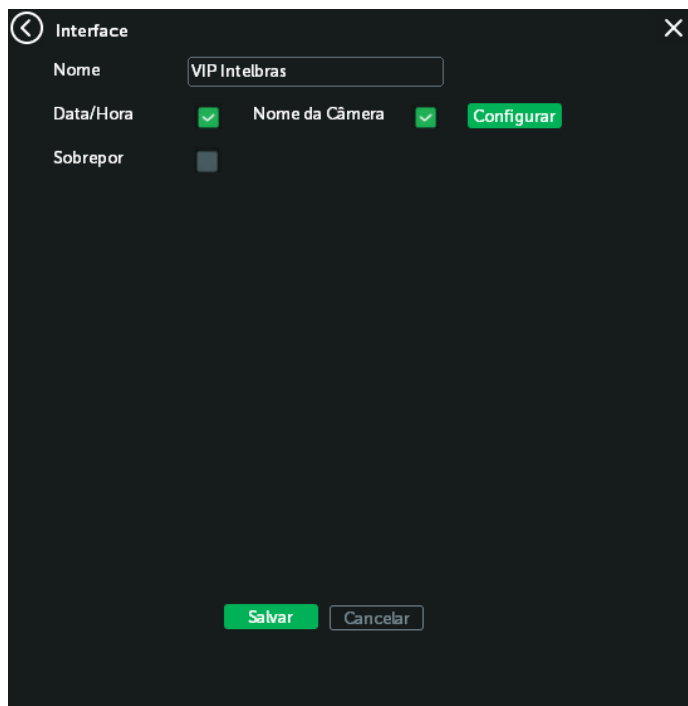 Interface
Nome VIP Intelbras
Data/Hora Nome da Câmera Configurar
Sobrepor
Salvar Cancelar